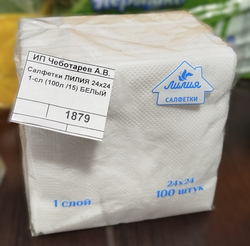 ИП Чеботарев А.В.
Салфетки ЛИЛИЯ 24х24
1-сл (100л /15) БЕЛЫЙ
1879
Лилия
САЛФЕТКИ
1 слой
24х24
100 штук